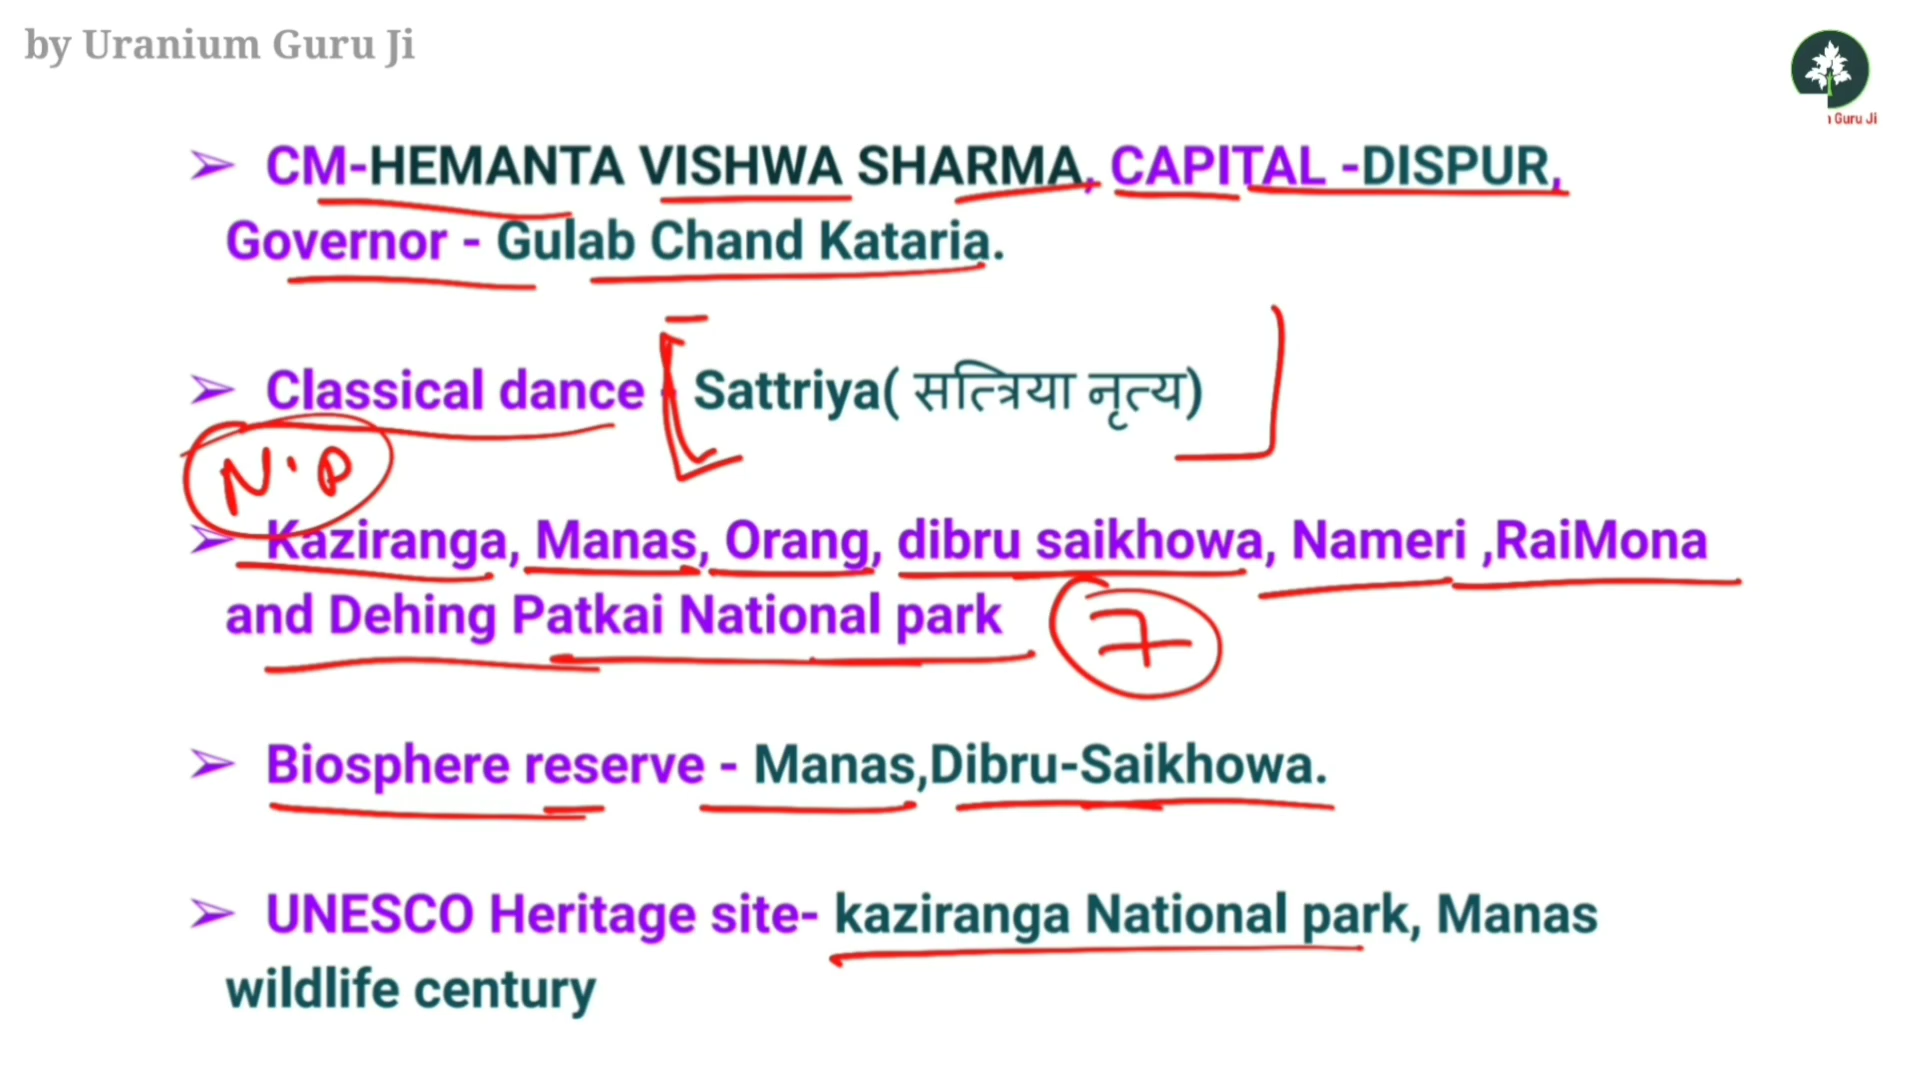 by Uranium Guru Ji
Guru Ji
➢ CM-HEMANTA VISHWA SHARMA, CAPITAL -DISPUR,
Governor - Gulab Chand Kataria.
➢ Classical dance Sattriya( सत्त्रिया नृत्य)
N.P
➢ Kaziranga, Manas, Orang, dibru saikhowa, Nameri ,RaiMona
and Dehing Patkai National park 7
➢ Biosphere reserve - Manas,Dibru-Saikhowa.
➢ UNESCO Heritage site- kaziranga National park, Manas
wildlife century